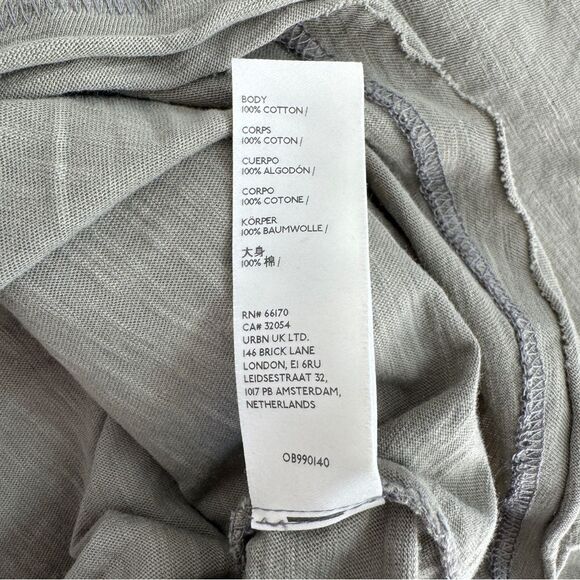 BODY
100% COTTON /
CORPS
100% COTON /
CUERPO
100% ALGODÓN /
CORPO
100% COTONE /
KÖRPER
100% BAUMWOLLE /
大身
100% 棉 /
RN# 66170
CA# 32054
URBN UK LTD.
146 BRICK LANE
LONDON, E1 6RU
LEIDSESTRAAT 32,
1017 PB AMSTERDAM,
NETHERLANDS
OB990140